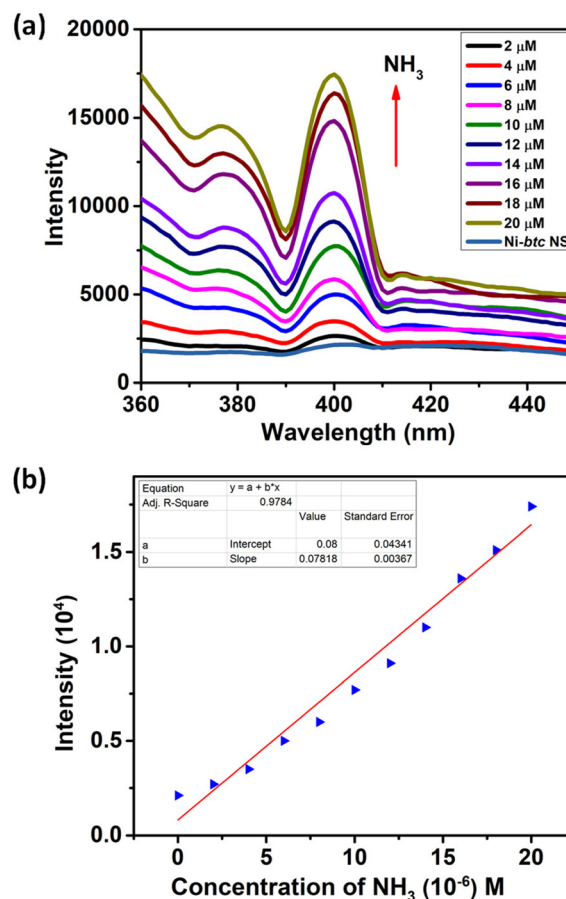 (a)
20000
15000
10000
5000
0
Intensity
360 380 400 420 440
Wavelength (nm)
NH3
2 μM
4 μM
6 μM
8 μM
10 μM
12 μM
14 μM
16 μM
18 μM
20 μM
Ni-btc NS
(b)
Equation y = a + b*x
Adj. R-Square 0.9784
Value Standard Error
a Intercept 0.08 0.04341
b Slope 0.07818 0.00367
1.5
1.0
0.5
0.0
Intensity (10⁴)
0 5 10 15 20
Concentration of NH₃ (10⁻⁶) M